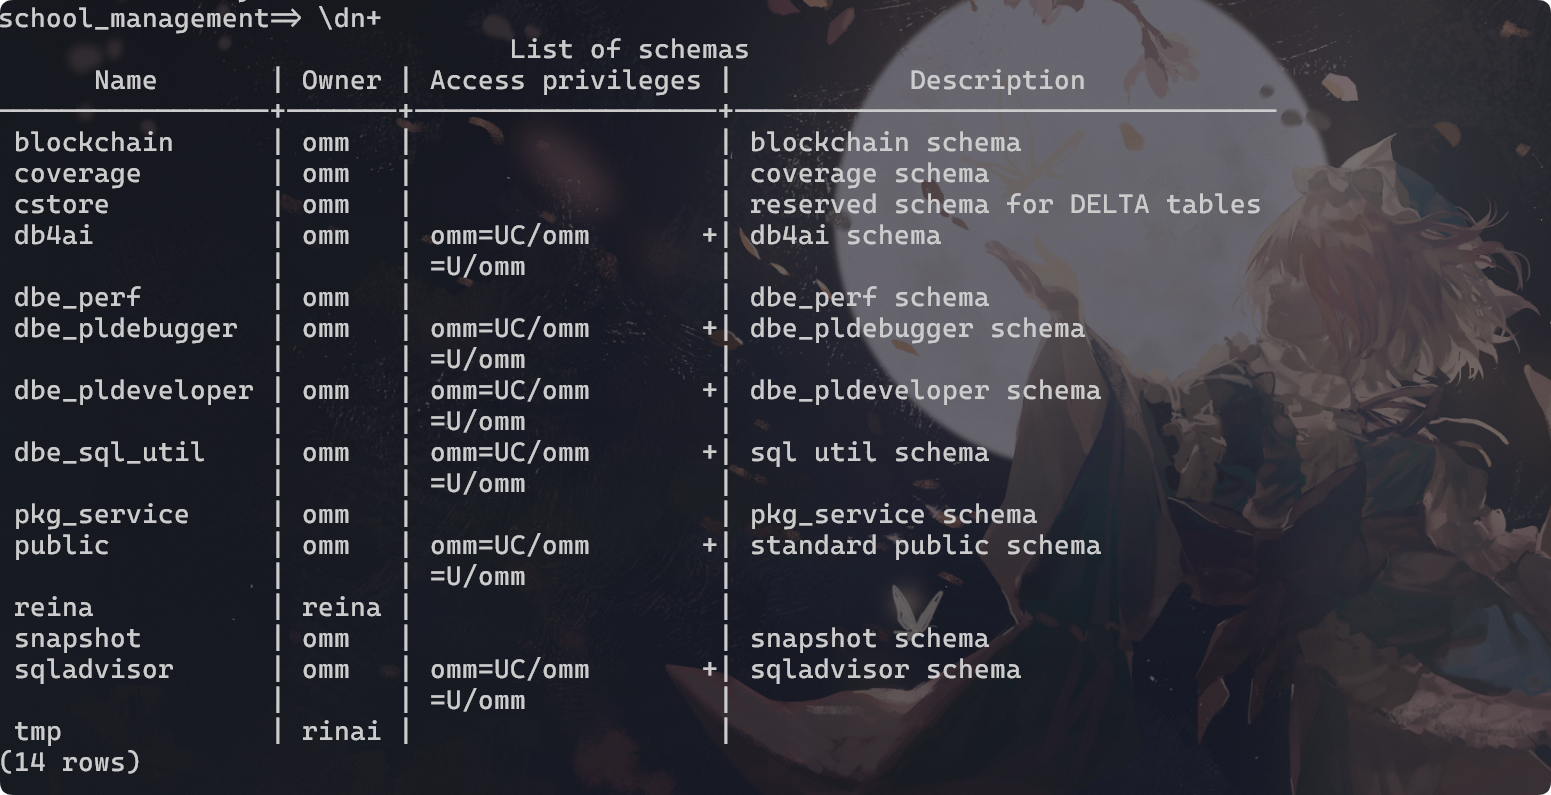 school_management=> \dn+
                                List of schemas
      Name       | Owner | Access privileges |           Description
-----------------+-------+-------------------+----------------------------------
 blockchain      | omm   |                   | blockchain schema
 coverage        | omm   |                   | coverage schema
 cstore          | omm   |                   | reserved schema for DELTA tables
 db4ai           | omm   | omm=UC/omm       +| db4ai schema
                 |       | =U/omm            |
 dbe_perf        | omm   |                   | dbe_perf schema
 dbe_pldebugger  | omm   | omm=UC/omm       +| dbe_pldebugger schema
                 |       | =U/omm            |
 dbe_pldeveloper | omm   | omm=UC/omm       +| dbe_pldeveloper schema
                 |       | =U/omm            |
 dbe_sql_util    | omm   | omm=UC/omm       +| sql util schema
                 |       | =U/omm            |
 pkg_service     | omm   |                   | pkg_service schema
 public          | omm   | omm=UC/omm       +| standard public schema
                 |       | =U/omm            |
 reina           | reina |                   |
 snapshot        | omm   |                   | snapshot schema
 sqladvisor      | omm   | omm=UC/omm       +| sqladvisor schema
                 |       | =U/omm            |
 tmp             | rinai |                   |
(14 rows)